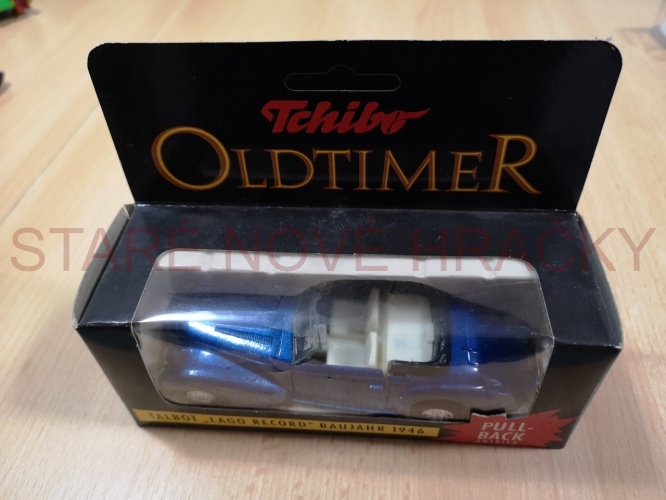 Tchibo
OLDTIMER
STARÉ NOVÉ HRAČKY
TALBOT „LAGO RECORD" BAUJAHR 1946
PULL-
BACK